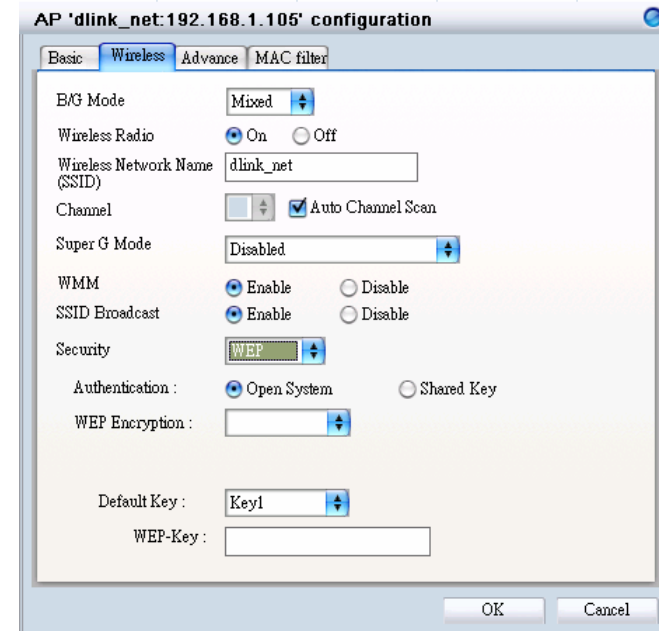 AP 'dlink_net:192.168.1.105' configuration
Basic Wireless Advance MAC filter
B/G Mode Mixed
Wireless Radio On Off
Wireless Network Name dlink_net
(SSID)
Channel Auto Channel Scan
Super G Mode Disabled
WMM Enable Disable
SSID Broadcast Enable Disable
Security WEP
Authentication : Open System Shared Key
WEP Encryption :
Default Key : Key1
WEP-Key :
OK Cancel